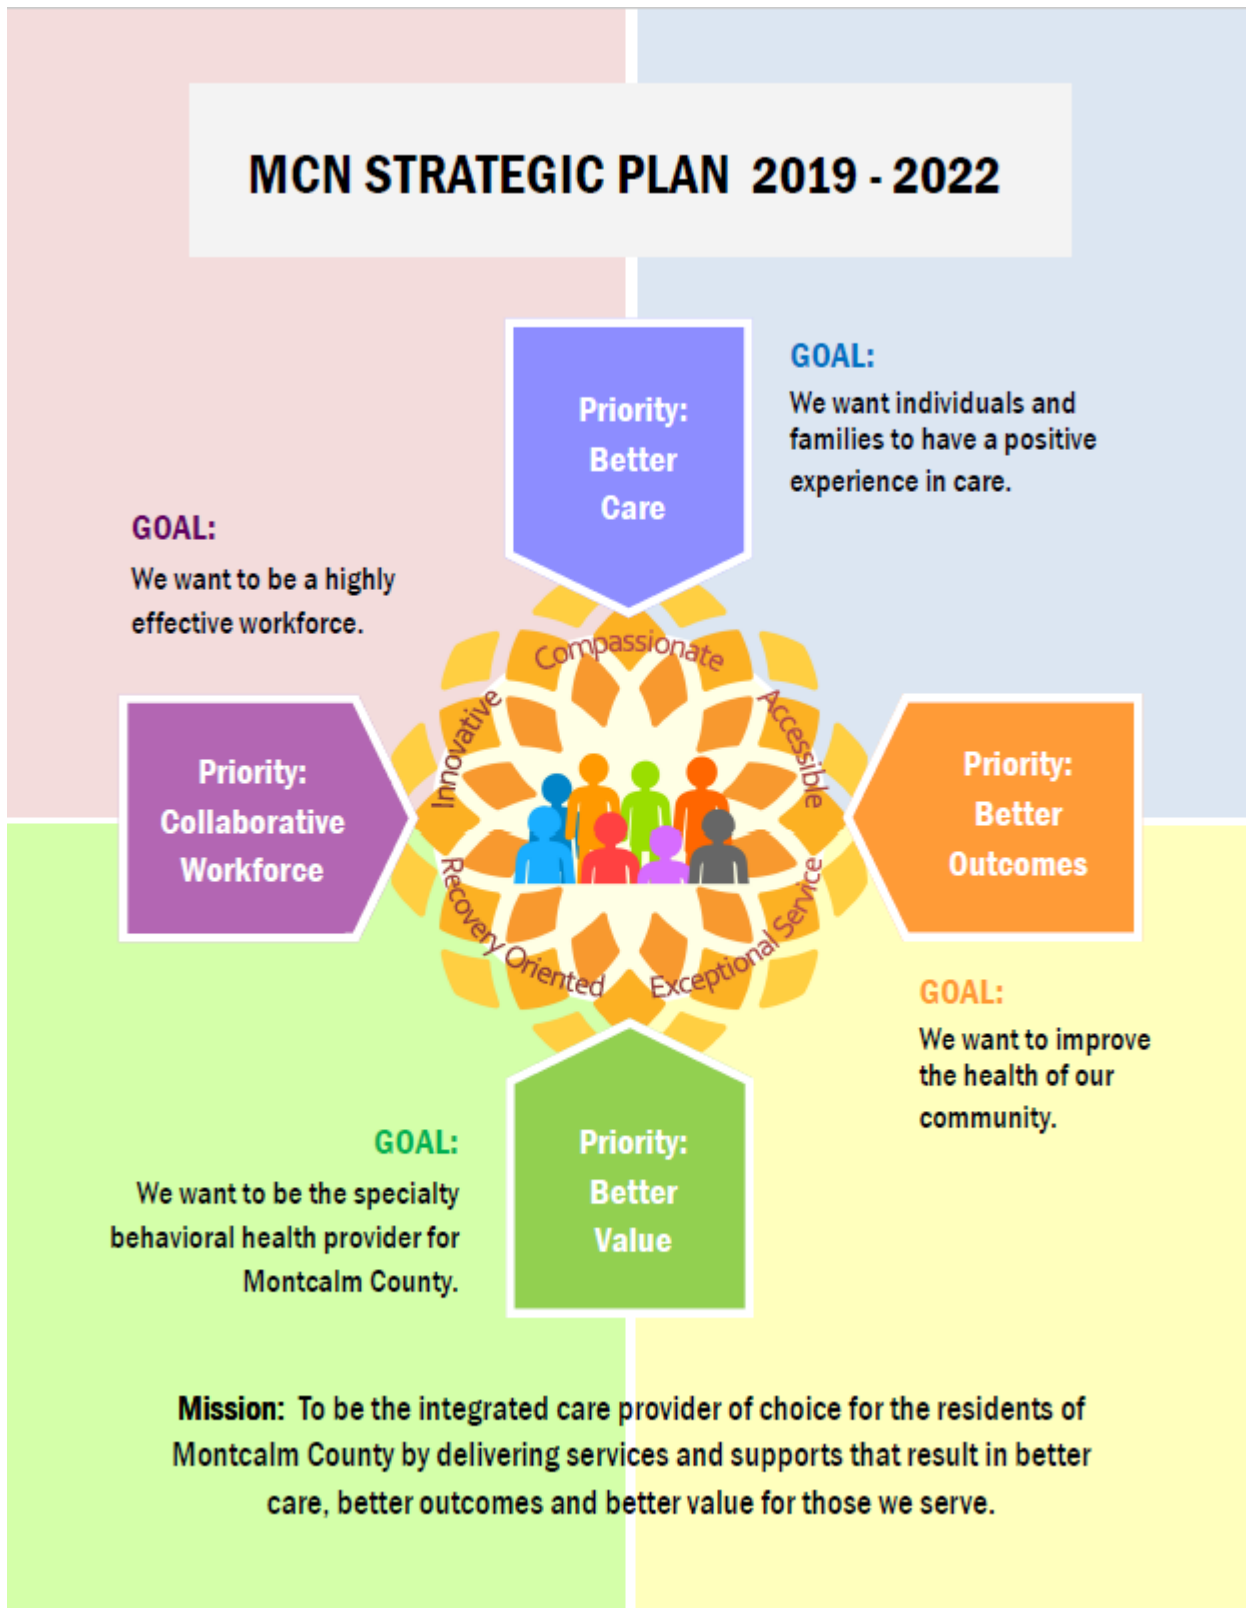 MCN STRATEGIC PLAN 2019 - 2022
Priority:
Better
Care
GOAL:
We want individuals and
families to have a positive
experience in care.
GOAL:
We want to be a highly
effective workforce.
Compassionate
Innovative
Accessible
Recovery Oriented
Exceptional Service
Priority:
Collaborative
Workforce
Priority:
Better
Outcomes
GOAL:
We want to improve
the health of our
community.
GOAL:
We want to be the specialty
behavioral health provider for
Montcalm County.
Priority:
Better
Value
Mission: To be the integrated care provider of choice for the residents of
Montcalm County by delivering services and supports that result in better
care, better outcomes and better value for those we serve.